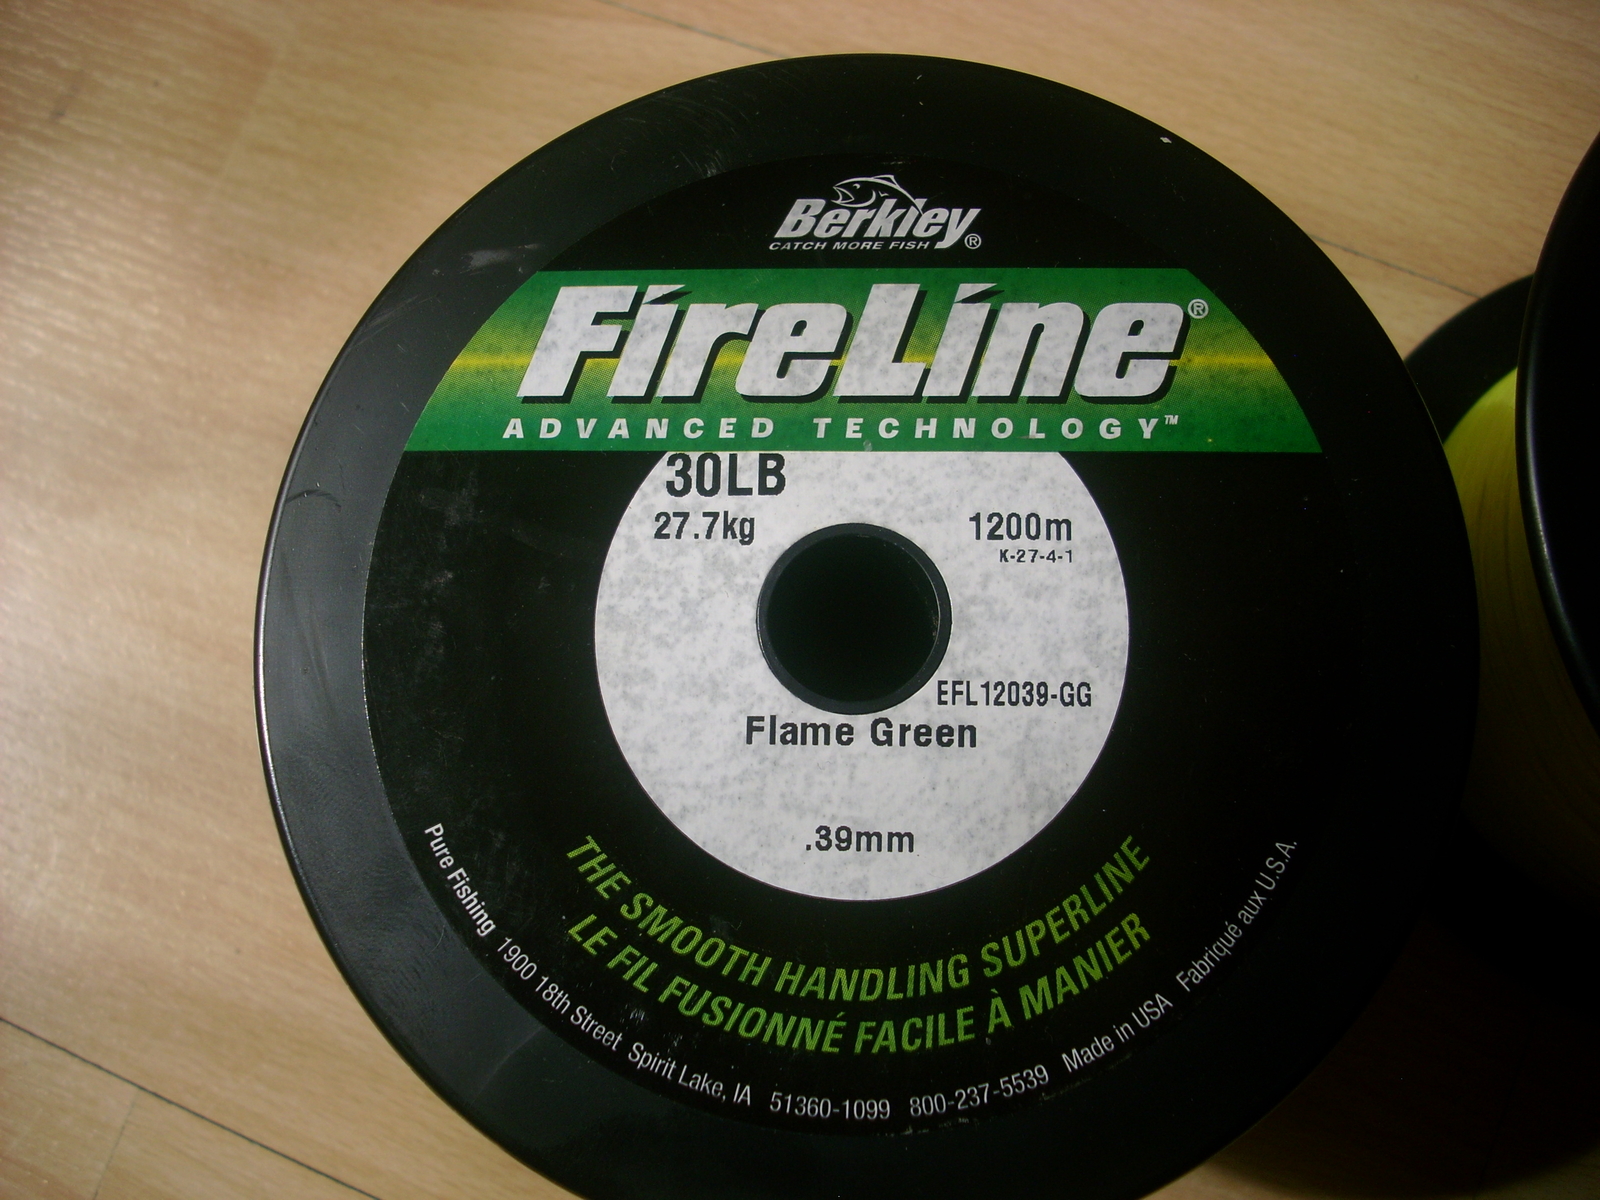 Berkley®
CATCH MORE FISH
FireLine®
ADVANCED TECHNOLOGY™
30LB
27.7kg
1200m
K-27-4-1
EFL12039-GG
Flame Green
.39mm
THE SMOOTH HANDLING SUPERLINE
LE FIL FUSIONNÉ FACILE À MANIER
Pure Fishing 1900 18th Street Spirit Lake, IA 51360-1099 800-237-5539 Made in USA Fabriqué aux U.S.A.